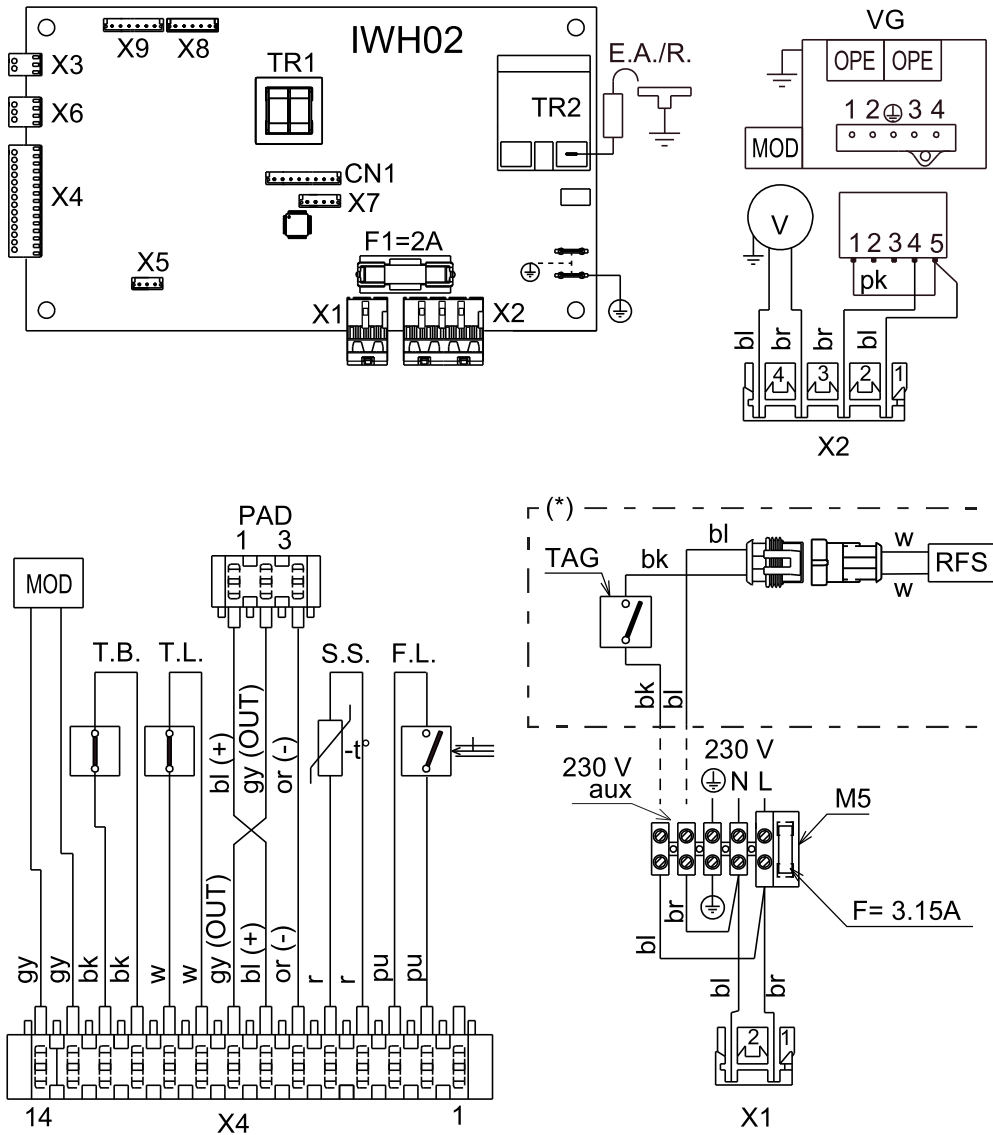 IWH02
X9
X8
X3
X6
X4
X5
TR1
CN1
X7
F1=2A
X1
X2
TR2
E.A./R.
VG
OPE
OPE
1 2 3 4
MOD
V
1 2 3 4 5
pk
bl
br
br
bl
4
3
2
1
X2
MOD
PAD
1
3
T.B.
T.L.
S.S.
F.L.
bl (+)
gy (OUT)
or (-)
-t°
gy
gy
bk
bk
w
w
gy (OUT)
bl (+)
or (-)
r
r
pu
pu
14
X4
1
(*)
TAG
bk
bl
w
w
RFS
bk
bl
230 V
aux
230 V
N L
M5
F= 3.15A
bl
br
bl
br
2
1
X1